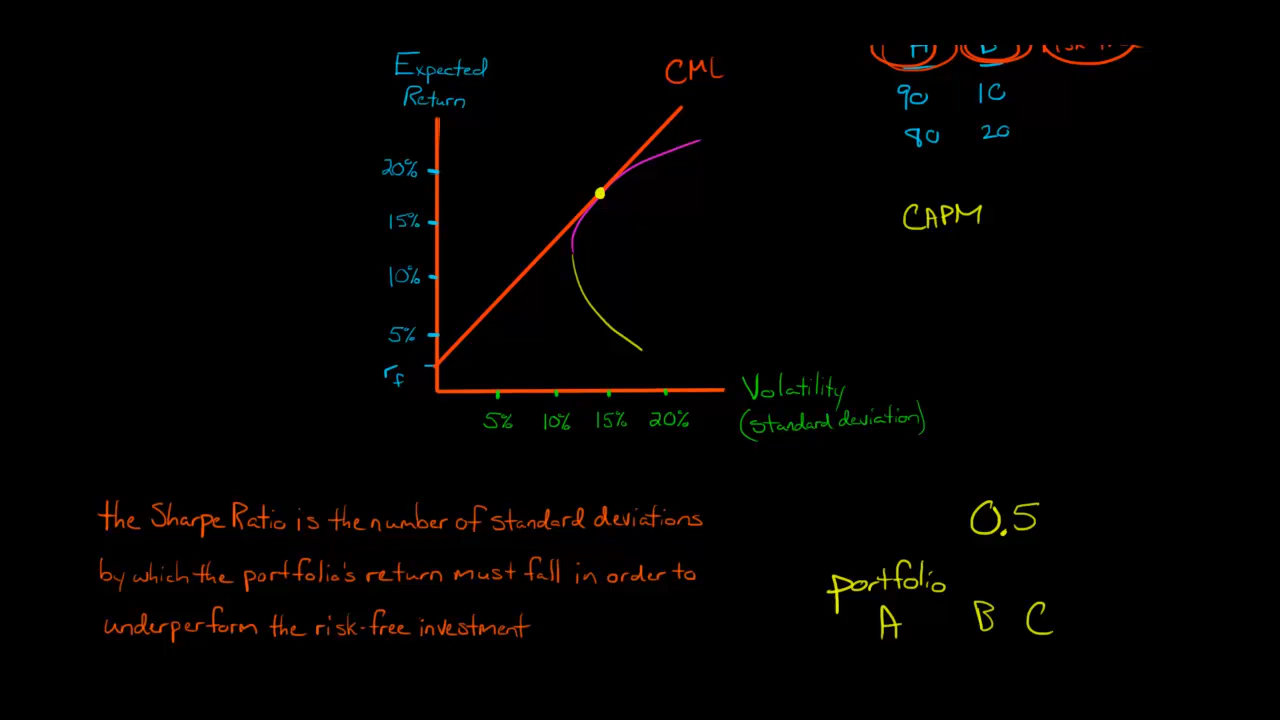 Expected
Return
CML
20%
15%
10%
5%
rf
5% 10% 15% 20%
Volatility
(standard deviation)
90 10
80 20
CAPM
the Sharpe Ratio is the number of standard deviations
by which the portfolio's return must fall in order to
underperform the risk-free investment
0.5
portfolio
A B C